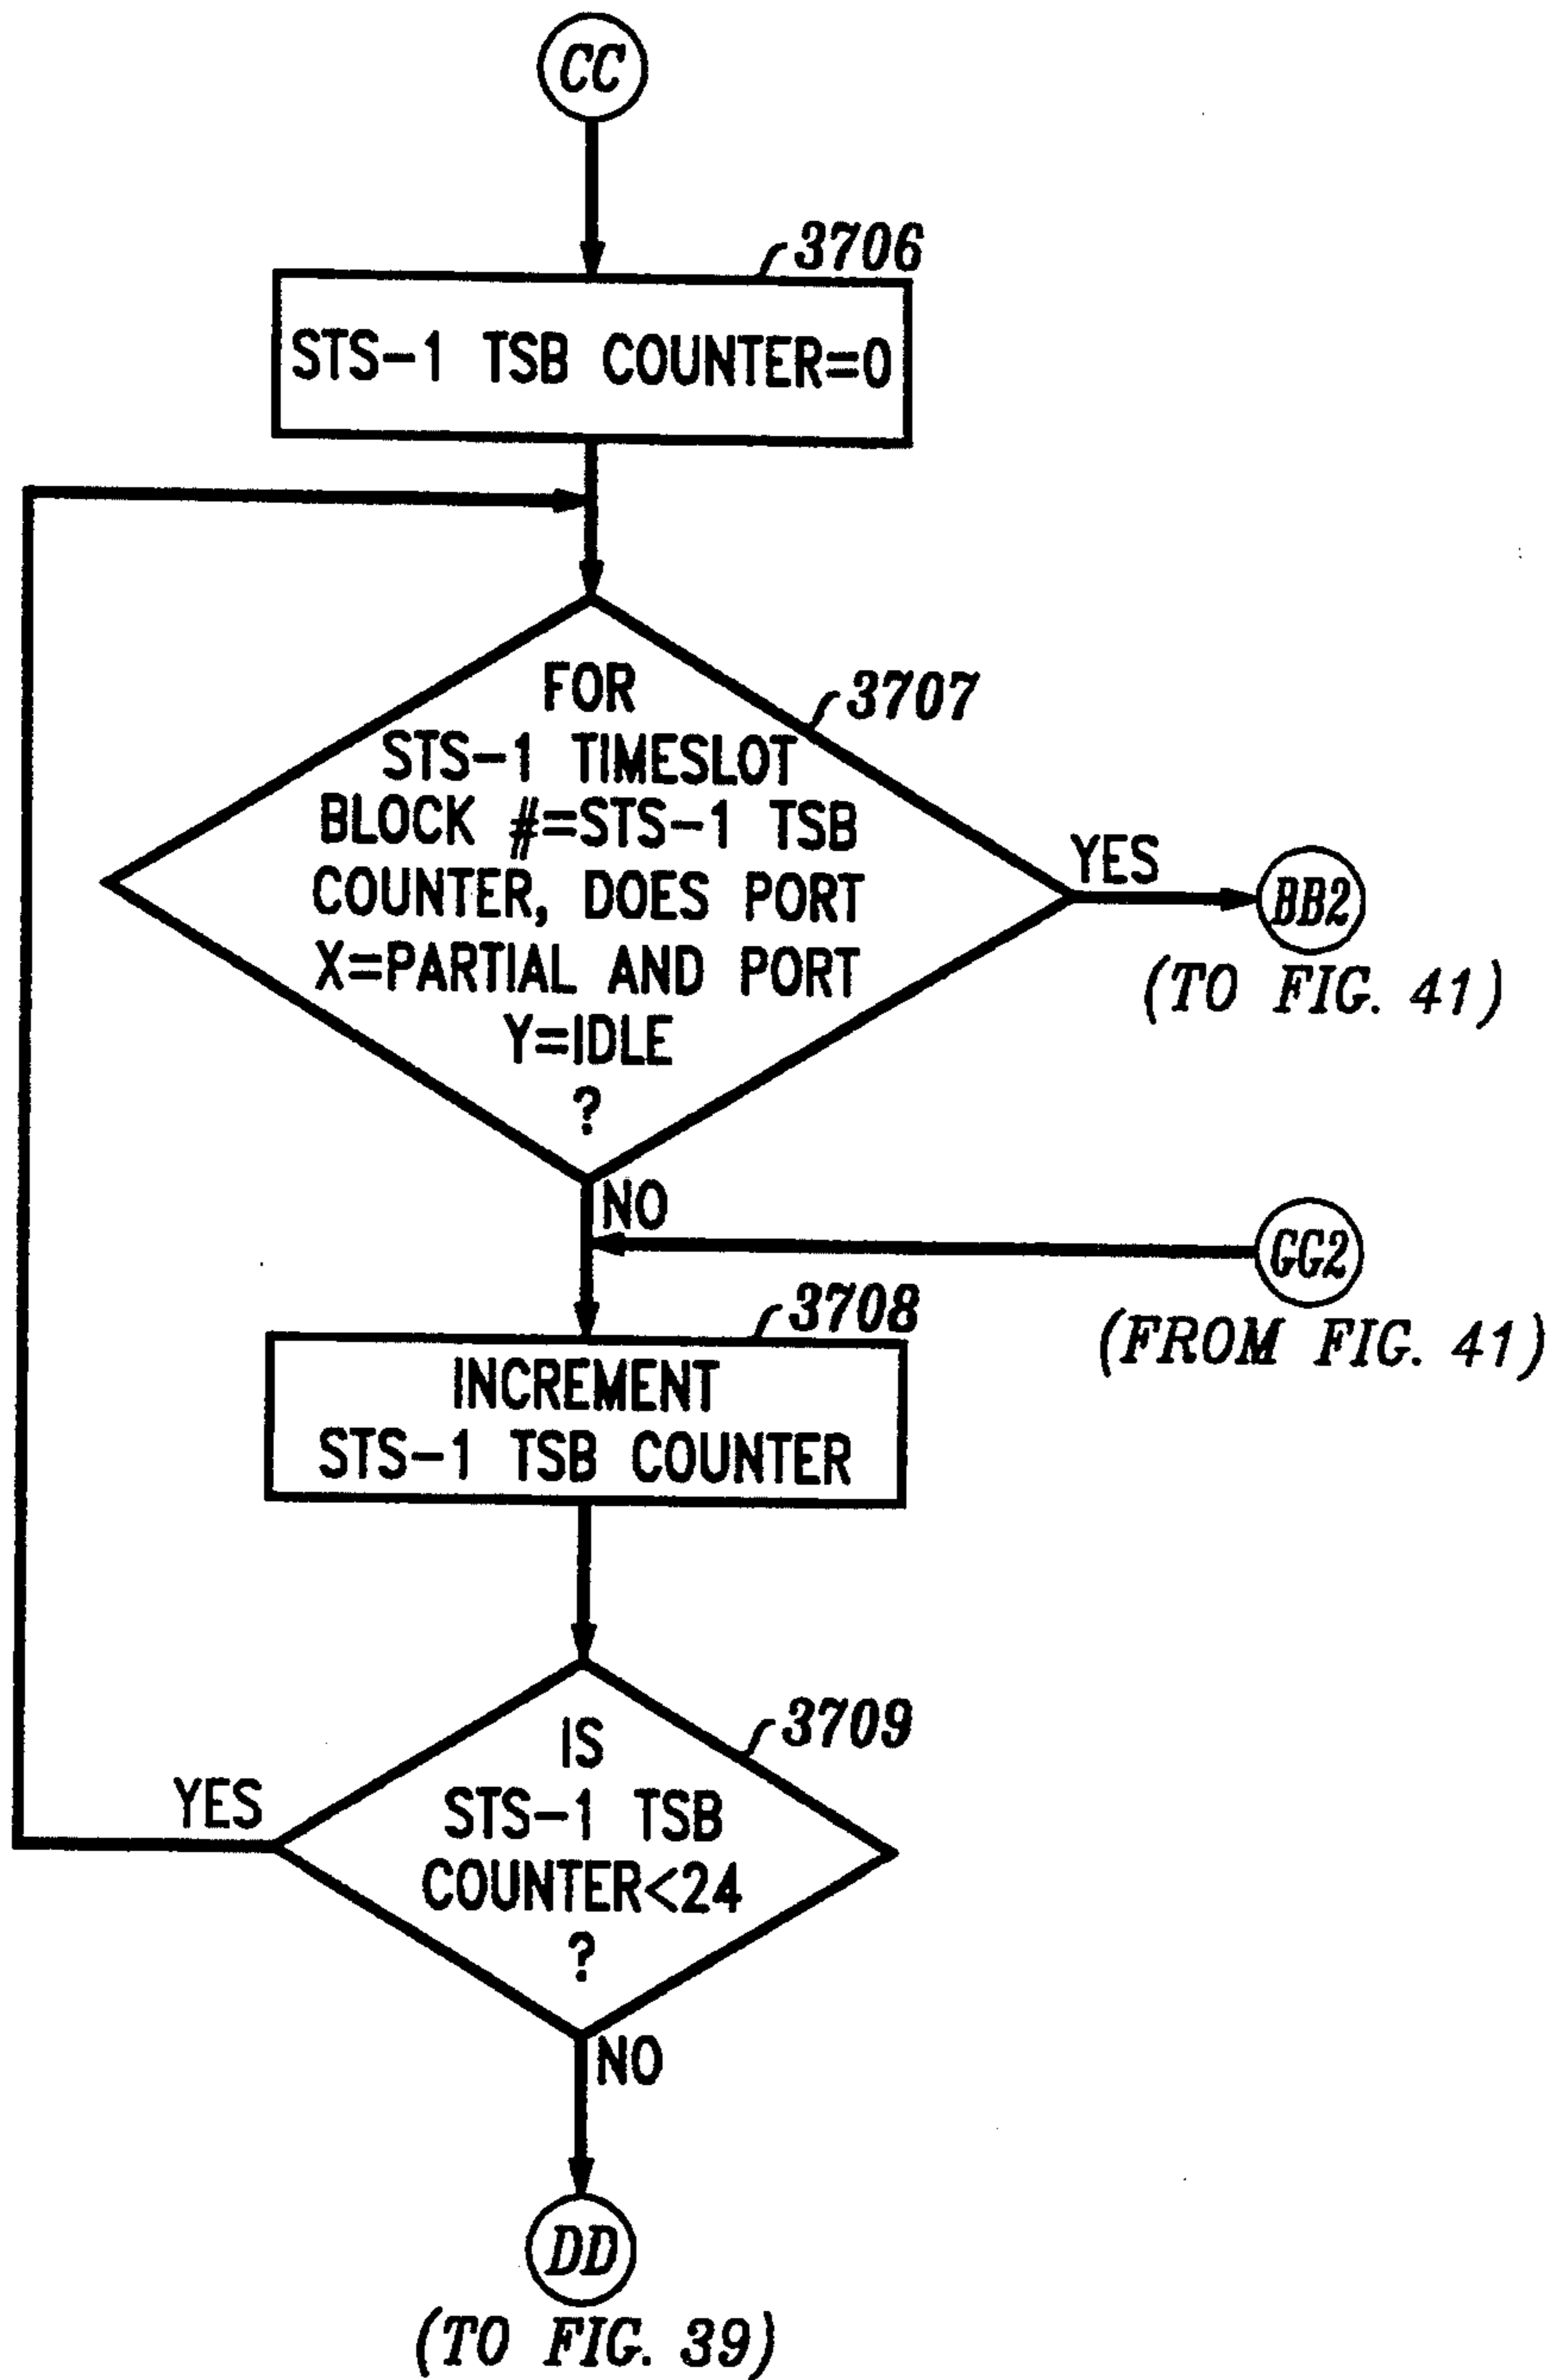 CC
3706
STS-1 TSB COUNTER=0
FOR
3707
STS-1 TIMESLOT
BLOCK #=STS-1 TSB
COUNTER, DOES PORT
X=PARTIAL AND PORT
Y=IDLE
?
YES
BB2
(TO FIG. 41)
NO
GG2
(FROM FIG. 41)
3708
INCREMENT
STS-1 TSB COUNTER
3709
IS
STS-1 TSB
COUNTER<24
?
YES
NO
DD
(TO FIG. 39)